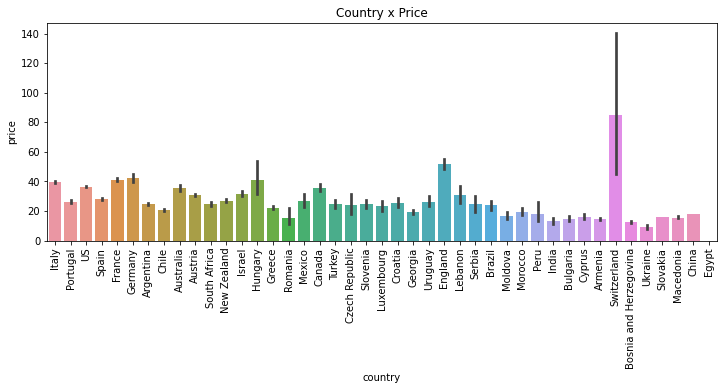 Country x Price
price
140
120
100
80
60
40
20
0
Italy
Portugal
US
Spain
France
Germany
Argentina
Chile
Australia
Austria
South Africa
New Zealand
Israel
Hungary
Greece
Romania
Mexico
Canada
Turkey
Czech Republic
Slovenia
Luxembourg
Croatia
Georgia
Uruguay
England
Lebanon
Serbia
Brazil
Moldova
Morocco
Peru
India
Bulgaria
Cyprus
Armenia
Switzerland
Bosnia and Herzegovina
Ukraine
Slovakia
Macedonia
China
Egypt
country